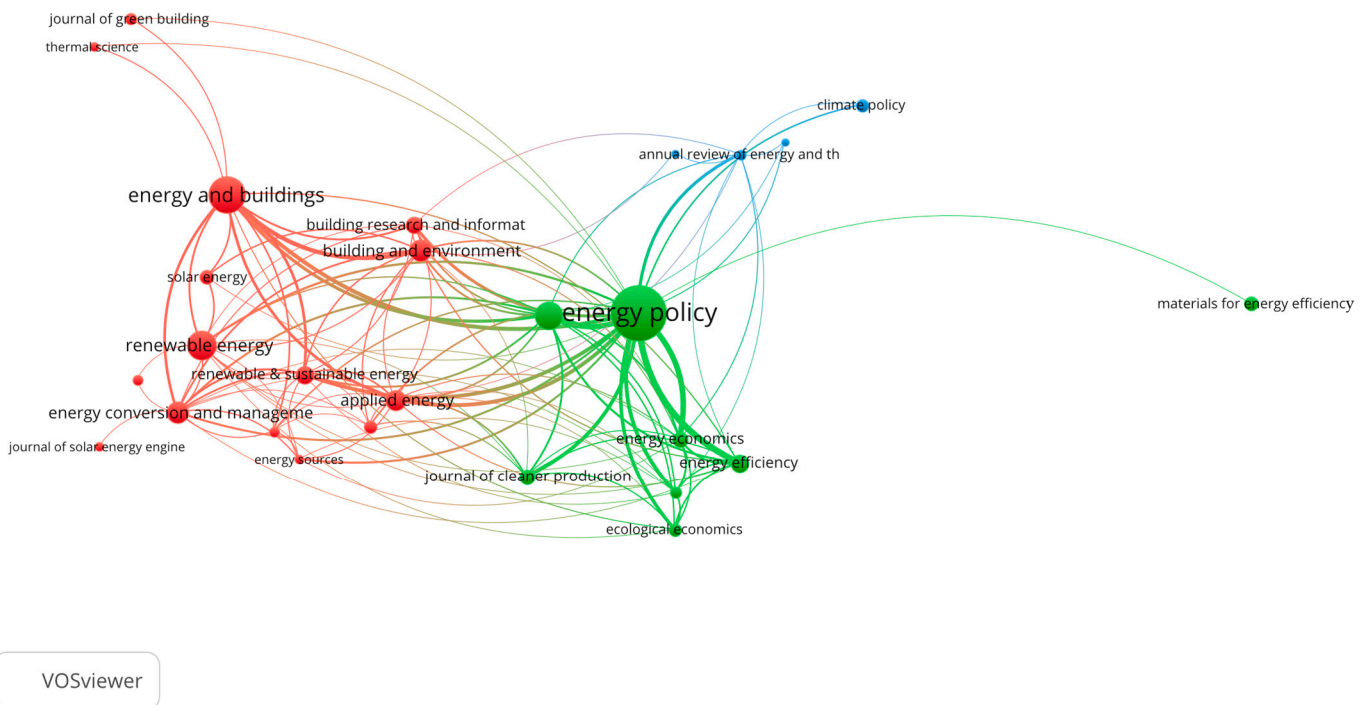 journal of green building
thermal science
climate policy
annual review of energy and th
energy and buildings
building research and informat
building and environment
solar energy
materials for energy efficiency
energy policy
renewable energy
renewable & sustainable energy
applied energy
energy conversion and manageme
energy economics
journal of solar energy engine
energy sources
energy efficiency
journal of cleaner production
ecological economics
VOSviewer